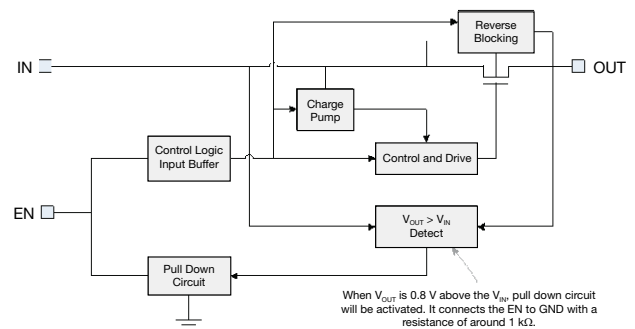 Reverse
Blocking
IN
OUT
Charge
Pump
Control Logic
Input Buffer
Control and Drive
EN
VOUT > VIN
Detect
Pull Down
Circuit
When VOUT is 0.8 V above the VIN, pull down circuit
will be activated. It connects the EN to GND with a
resistance of around 1 kΩ.